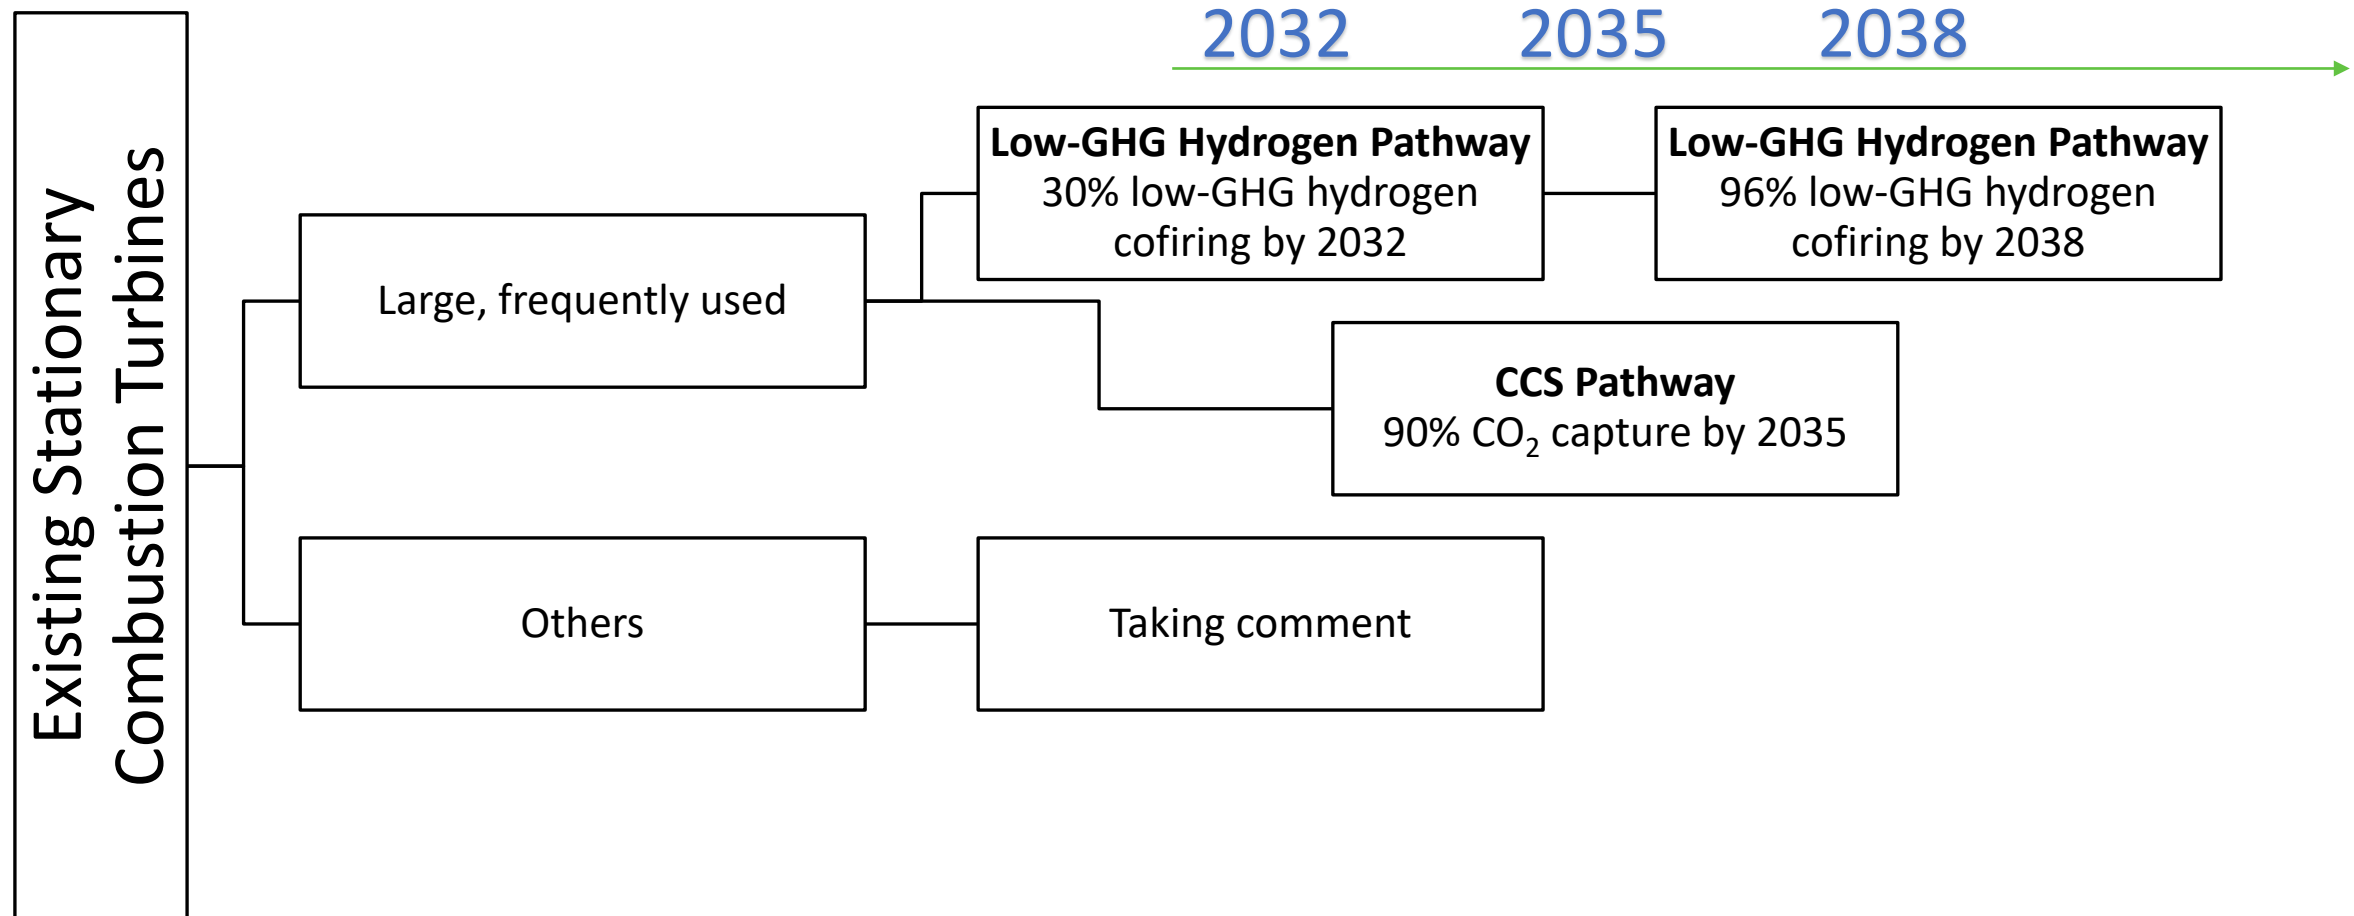 2032 2035 2038
Existing Stationary
Combustion Turbines
Large, frequently used
Low-GHG Hydrogen Pathway
30% low-GHG hydrogen
cofiring by 2032
Low-GHG Hydrogen Pathway
96% low-GHG hydrogen
cofiring by 2038
CCS Pathway
90% CO₂ capture by 2035
Others
Taking comment